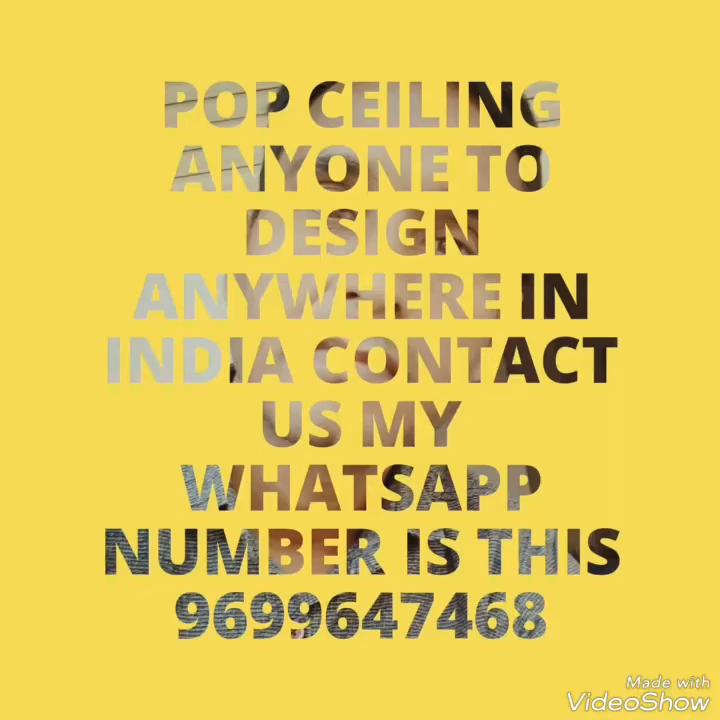 POP CEILING
ANYONE TO
DESIGN
ANYWHERE IN
INDIA CONTACT
US MY
WHATSAPP
NUMBER IS THIS
9699647468
Made with
VideoShow